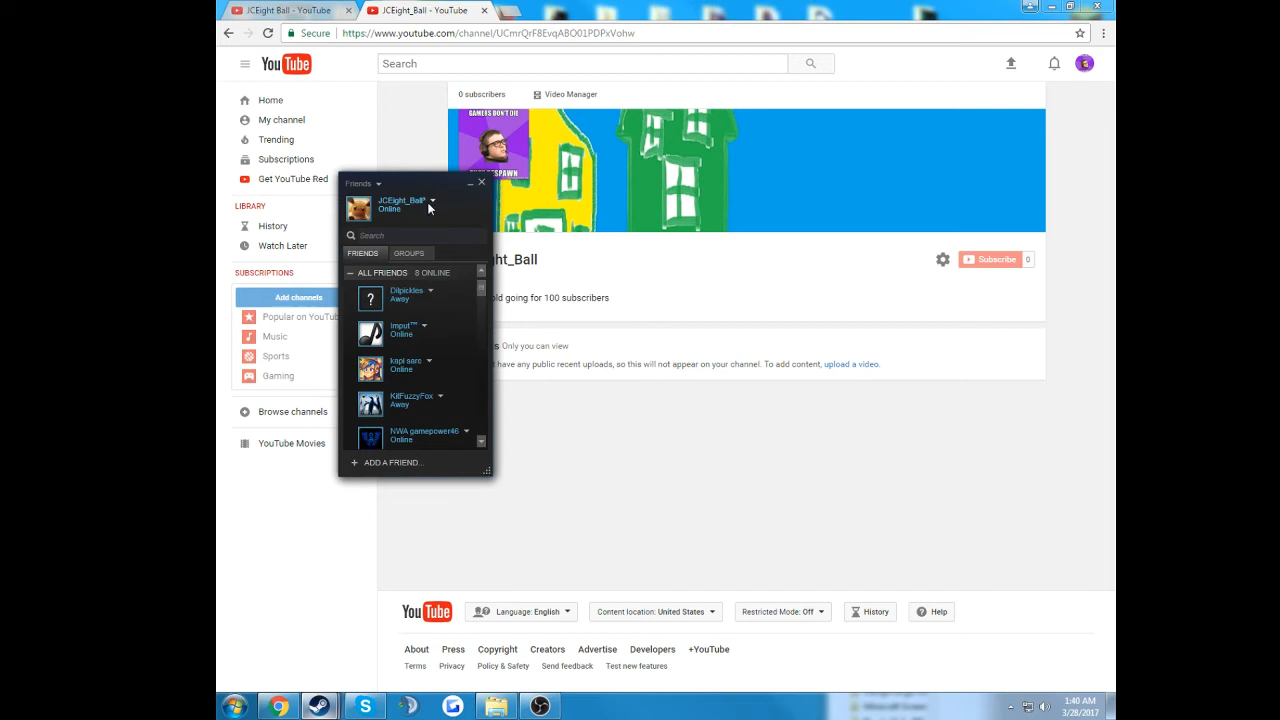 JCEight Ball - YouTube
JCEight_Ball - YouTube
Secure
https://www.youtube.com/channel/UCmrQrF8EvqABO01PDPxVohw
YouTube
Search
0 subscribers
Video Manager
Home
My channel
Trending
Subscriptions
Get YouTube Red
LIBRARY
History
Watch Later
SUBSCRIPTIONS
Add channels
Popular on YouTub
Music
Sports
Gaming
Browse channels
YouTube Movies
GAMERS DON'T DIE
RESPAWN
Friends
JCEight_Ball
Online
Search
FRIENDS
GROUPS
ALL FRIENDS 8 ONLINE
?
Dilpickles
Away
Imput™
Online
kapi sarc
Online
KitFuzzyFox
Away
NWA gamepower46
Online
+ ADD A FRIEND...
ght_Ball
Subscribe 0
old going for 100 subscribers
s Only you can view
have any public recent uploads, so this will not appear on your channel. To add content, upload a video.
YouTube
Language: English
Content location: United States
Restricted Mode: Off
History
Help
About
Press
Copyright
Creators
Advertise
Developers
+YouTube
Terms
Privacy
Policy & Safety
Send feedback
Test new features
1:40 AM
3/28/2017